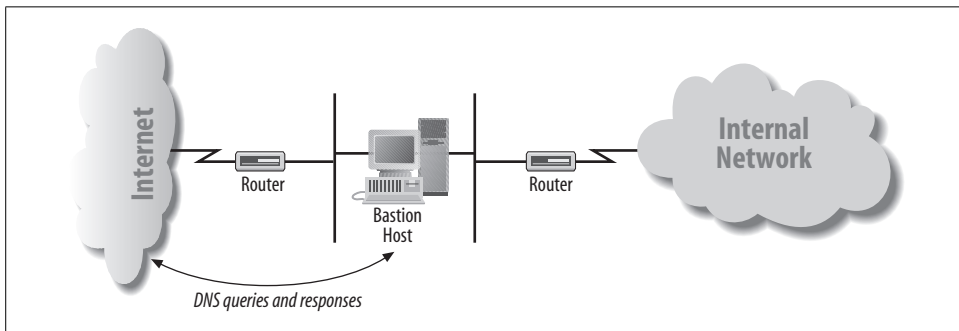 Internet
Router
Bastion
Host
Router
Internal
Network
DNS queries and responses